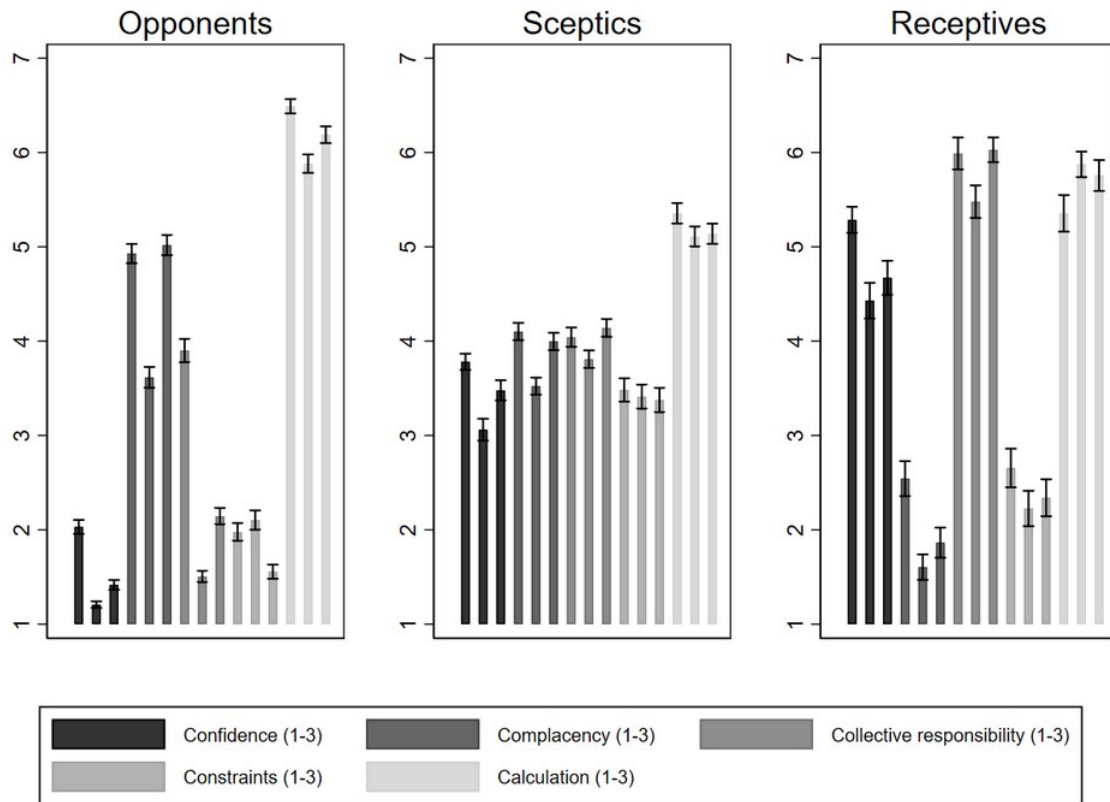 Opponents
Sceptics
Receptives
7
6
5
4
3
2
1
7
6
5
4
3
2
1
7
6
5
4
3
2
1
Confidence (1-3)
Complacency (1-3)
Collective responsibility (1-3)
Constraints (1-3)
Calculation (1-3)